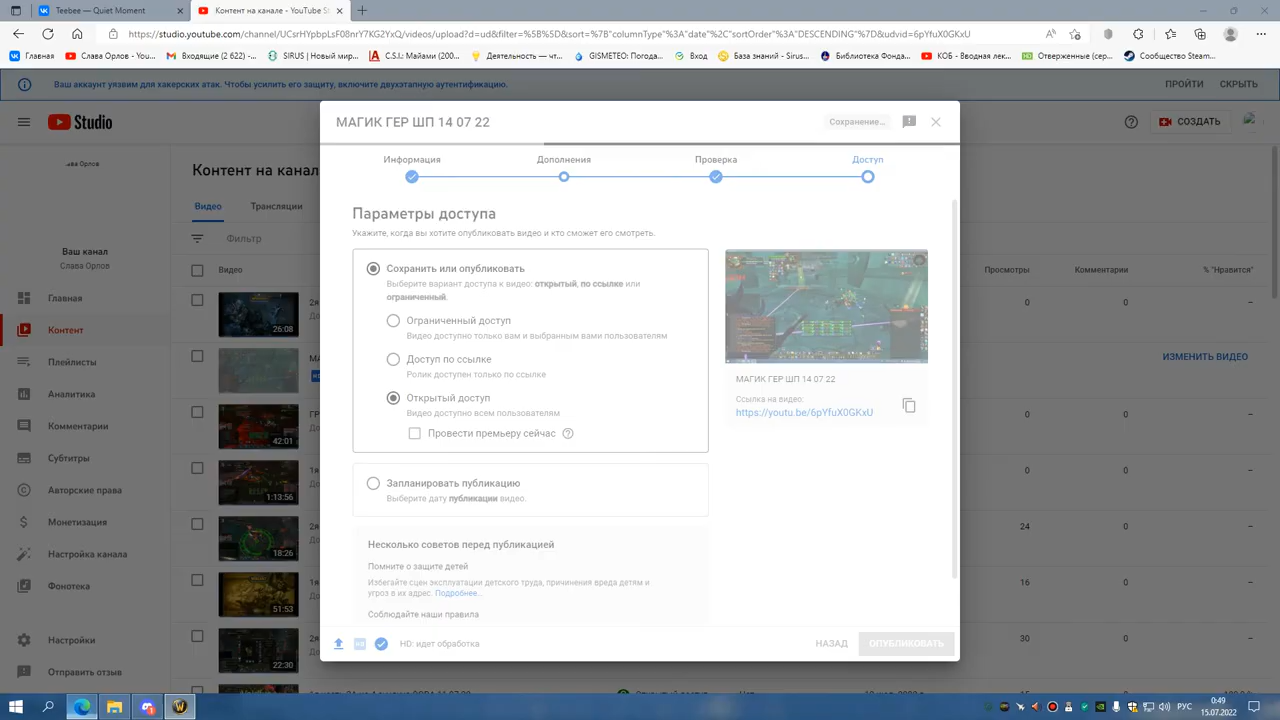 Teebee — Quiet Moment
Контент на канале - YouTube S
https://studio.youtube.com/channel/UCsrHYpbpLsF08nrY7KG2YxQ/videos/upload?d=ud&filter=%5B%5D&sort=%7B"columnType"%3A"date"%2C"sortOrder"%3A"DESCENDING"%7D&udvid=6pYfuX0GKxU
Главная
Слава Орлов - You...
Входящие (2 622) -...
SIRUS | Новый мир...
C.S.I.: Майами (200...
Деятельность — чт...
GISMETEO: Погода...
Вход
База знаний - Sirus...
Библиотека Фонда...
КОБ - Вводная лек...
Отверженные (сер...
Сообщество Steam...
Ваш аккаунт уязвим для хакерских атак. Чтобы усилить его защиту, включите двухэтапную аутентификацию.
ПРОЙТИ
СКРЫТЬ
Studio
СОЗДАТЬ
МАГИК ГЕР ШП 14 07 22
Сохранение...
Информация
Дополнения
Проверка
Доступ
Слава Орлов
Контент на канал
Видео
Трансляции
Фильтр
Ваш канал
Слава Орлов
Главная
Контент
Плейлисты
Аналитика
Комментарии
Субтитры
Авторские права
Монетизация
Настройка канала
Фонотека
Настройки
Отправить отзыв
Видео
26:08
42:01
1:13:56
18:26
51:53
22:30
Параметры доступа
Укажите, когда вы хотите опубликовать видео и кто сможет его смотреть.
Сохранить или опубликовать
Выберите вариант доступа к видео: открытый, по ссылке или
ограниченный.
Ограниченный доступ
Видео доступно только вам и выбранным вами пользователям
Доступ по ссылке
Ролик доступен только по ссылке
Открытый доступ
Видео доступно всем пользователям
Провести премьеру сейчас
Запланировать публикацию
Выберите дату публикации видео.
Несколько советов перед публикацией
Помните о защите детей
Избегайте сцен эксплуатации детского труда, причинения вреда детям и
угроз в их адрес. Подробнее...
Соблюдайте наши правила
МАГИК ГЕР ШП 14 07 22
Ссылка на видео:
https://youtu.be/6pYfuX0GKxU
HD: идет обработка
НАЗАД
ОПУБЛИКОВАТЬ
Просмотры
Комментарии
% "Нравится"
0 0 –
ИЗМЕНИТЬ ВИДЕО
0 0 –
0 0 –
24 0 –
16 0 –
30 0 –
РУС
0:49
15.07.2022